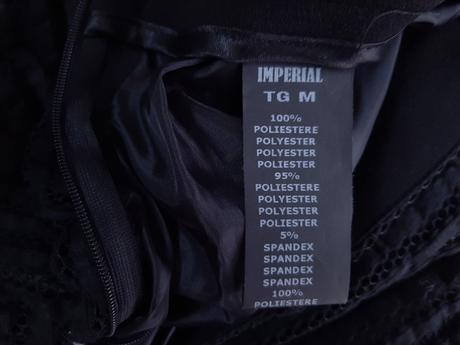 IMPERIAL
TG M
100%
POLIESTERE
POLYESTER
POLYESTER
POLIESTER
95%
POLIESTERE
POLYESTER
POLYESTER
POLIESTER
5%
SPANDEX
SPANDEX
SPANDEX
SPANDEX
100%
POLIESTERE